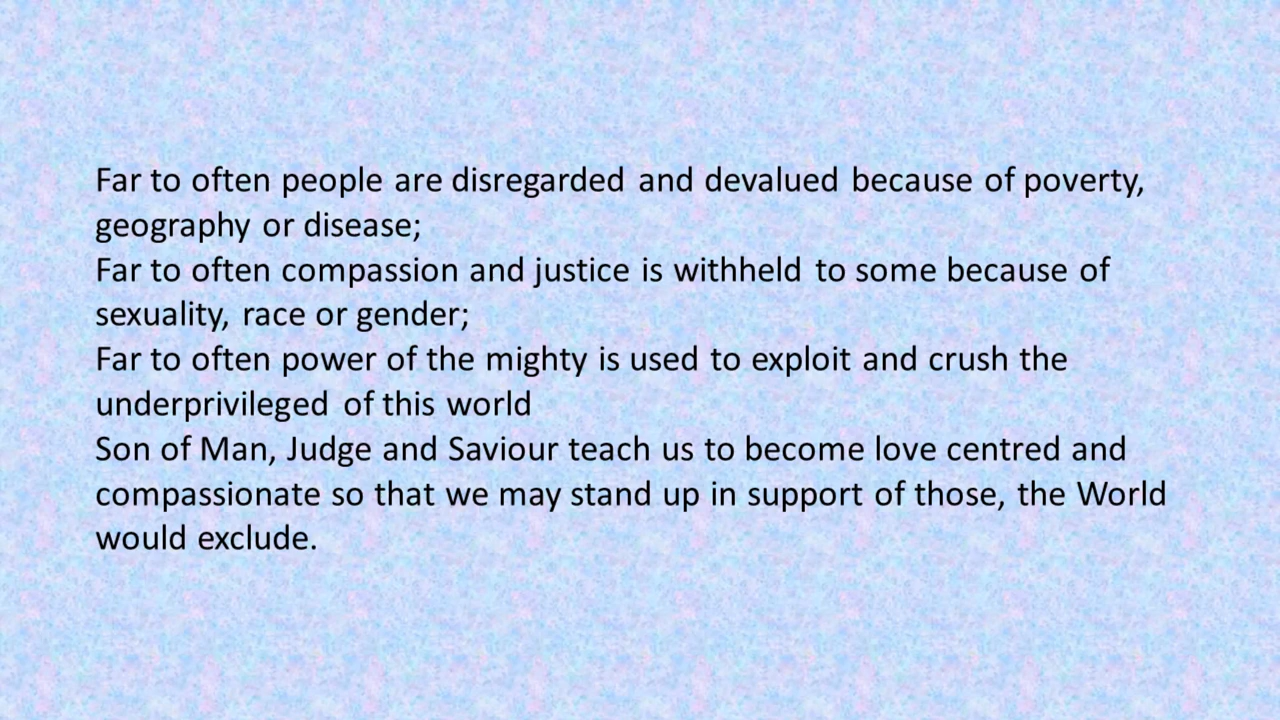 Far to often people are disregarded and devalued because of poverty,
geography or disease;
Far to often compassion and justice is withheld to some because of
sexuality, race or gender;
Far to often power of the mighty is used to exploit and crush the
underprivileged of this world
Son of Man, Judge and Saviour teach us to become love centred and
compassionate so that we may stand up in support of those, the World
would exclude.